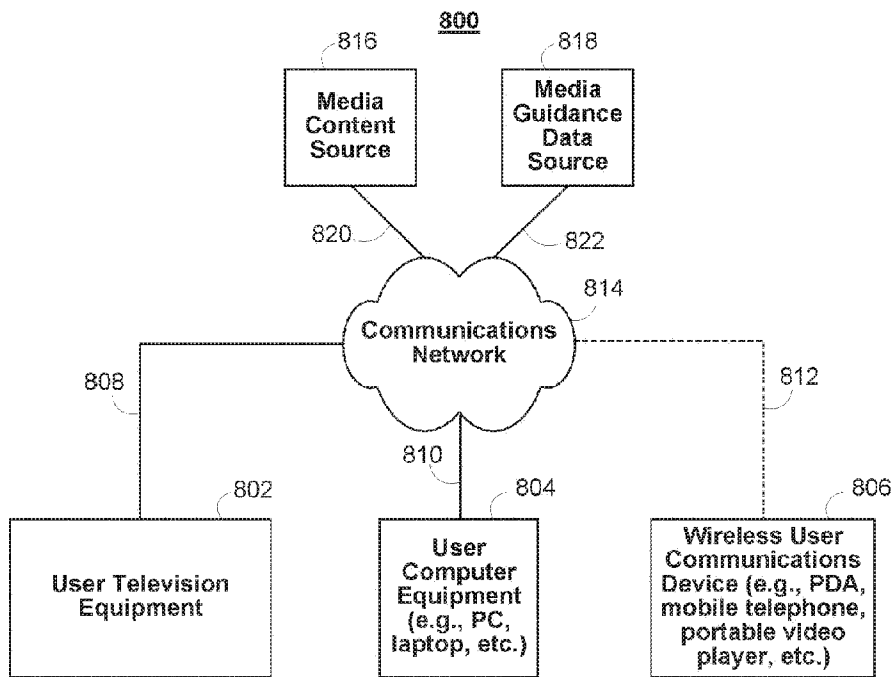 800
816
818
Media
Content
Source
Media
Guidance
Data
Source
820
822
814
Communications
Network
808
812
810
802
804
806
User Television
Equipment
User
Computer
Equipment
(e.g., PC,
laptop, etc.)
Wireless User
Communications
Device (e.g., PDA,
mobile telephone,
portable video
player, etc.)